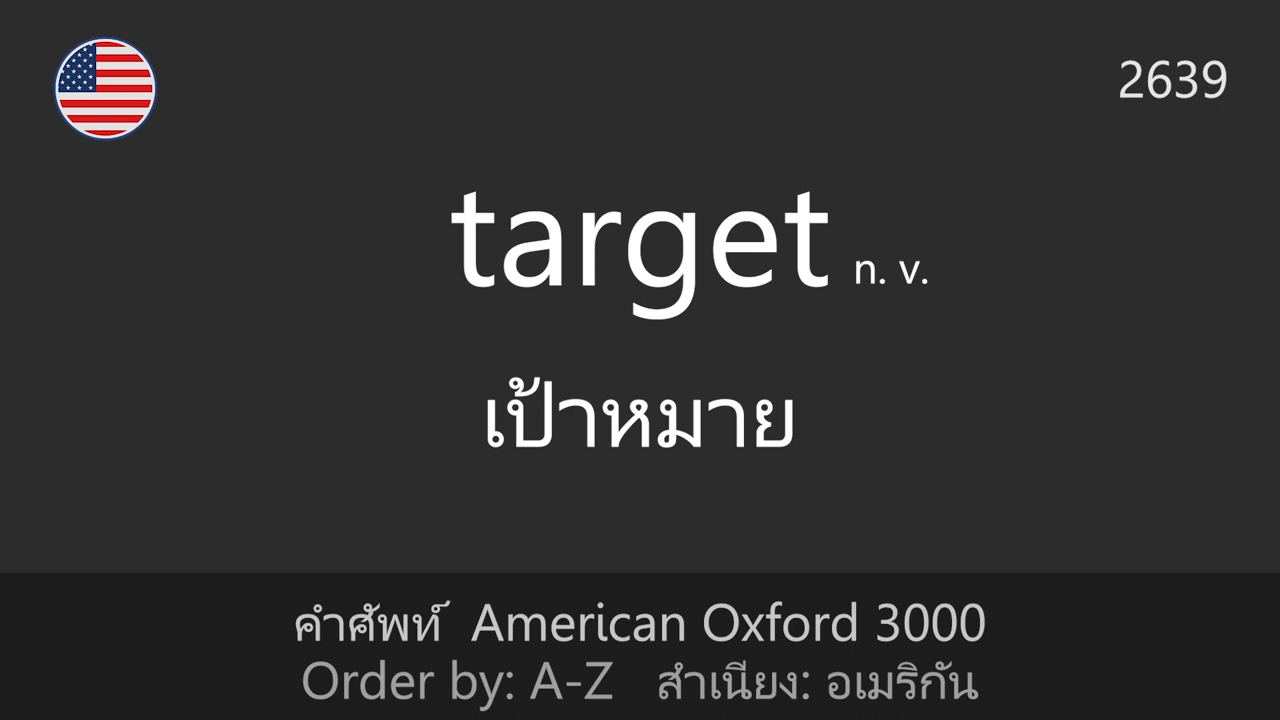 2639
target n. v.
เป้าหมาย
คำศัพท์ American Oxford 3000
Order by: A-Z สำเนียง: อเมริกัน